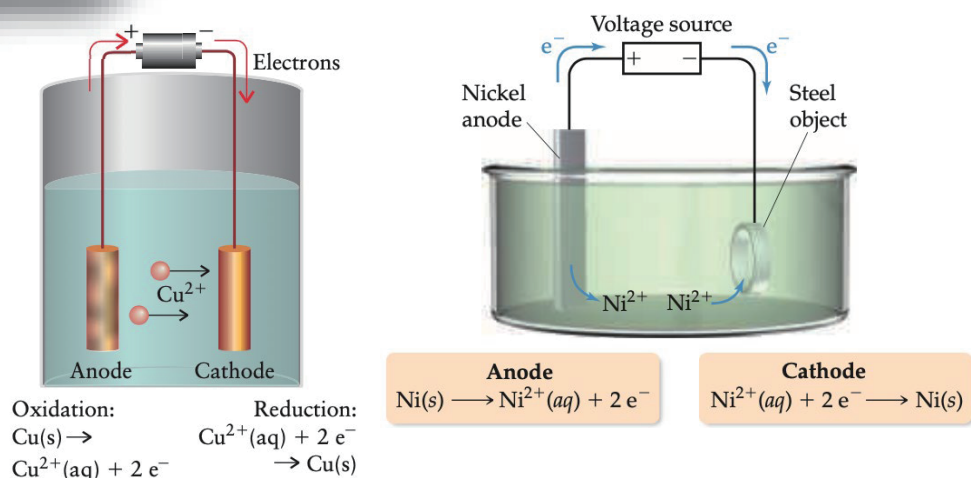 + −
Electrons
Cu²⁺
Anode Cathode
Oxidation:
Cu(s) →
Cu²⁺(aq) + 2 e⁻
Reduction:
Cu²⁺(aq) + 2 e⁻
→ Cu(s)
Voltage source
e⁻ + − e⁻
Nickel
anode
Steel
object
Ni²⁺ Ni²⁺
Anode
Ni(s) ⟶ Ni²⁺(aq) + 2 e⁻
Cathode
Ni²⁺(aq) + 2 e⁻ ⟶ Ni(s)